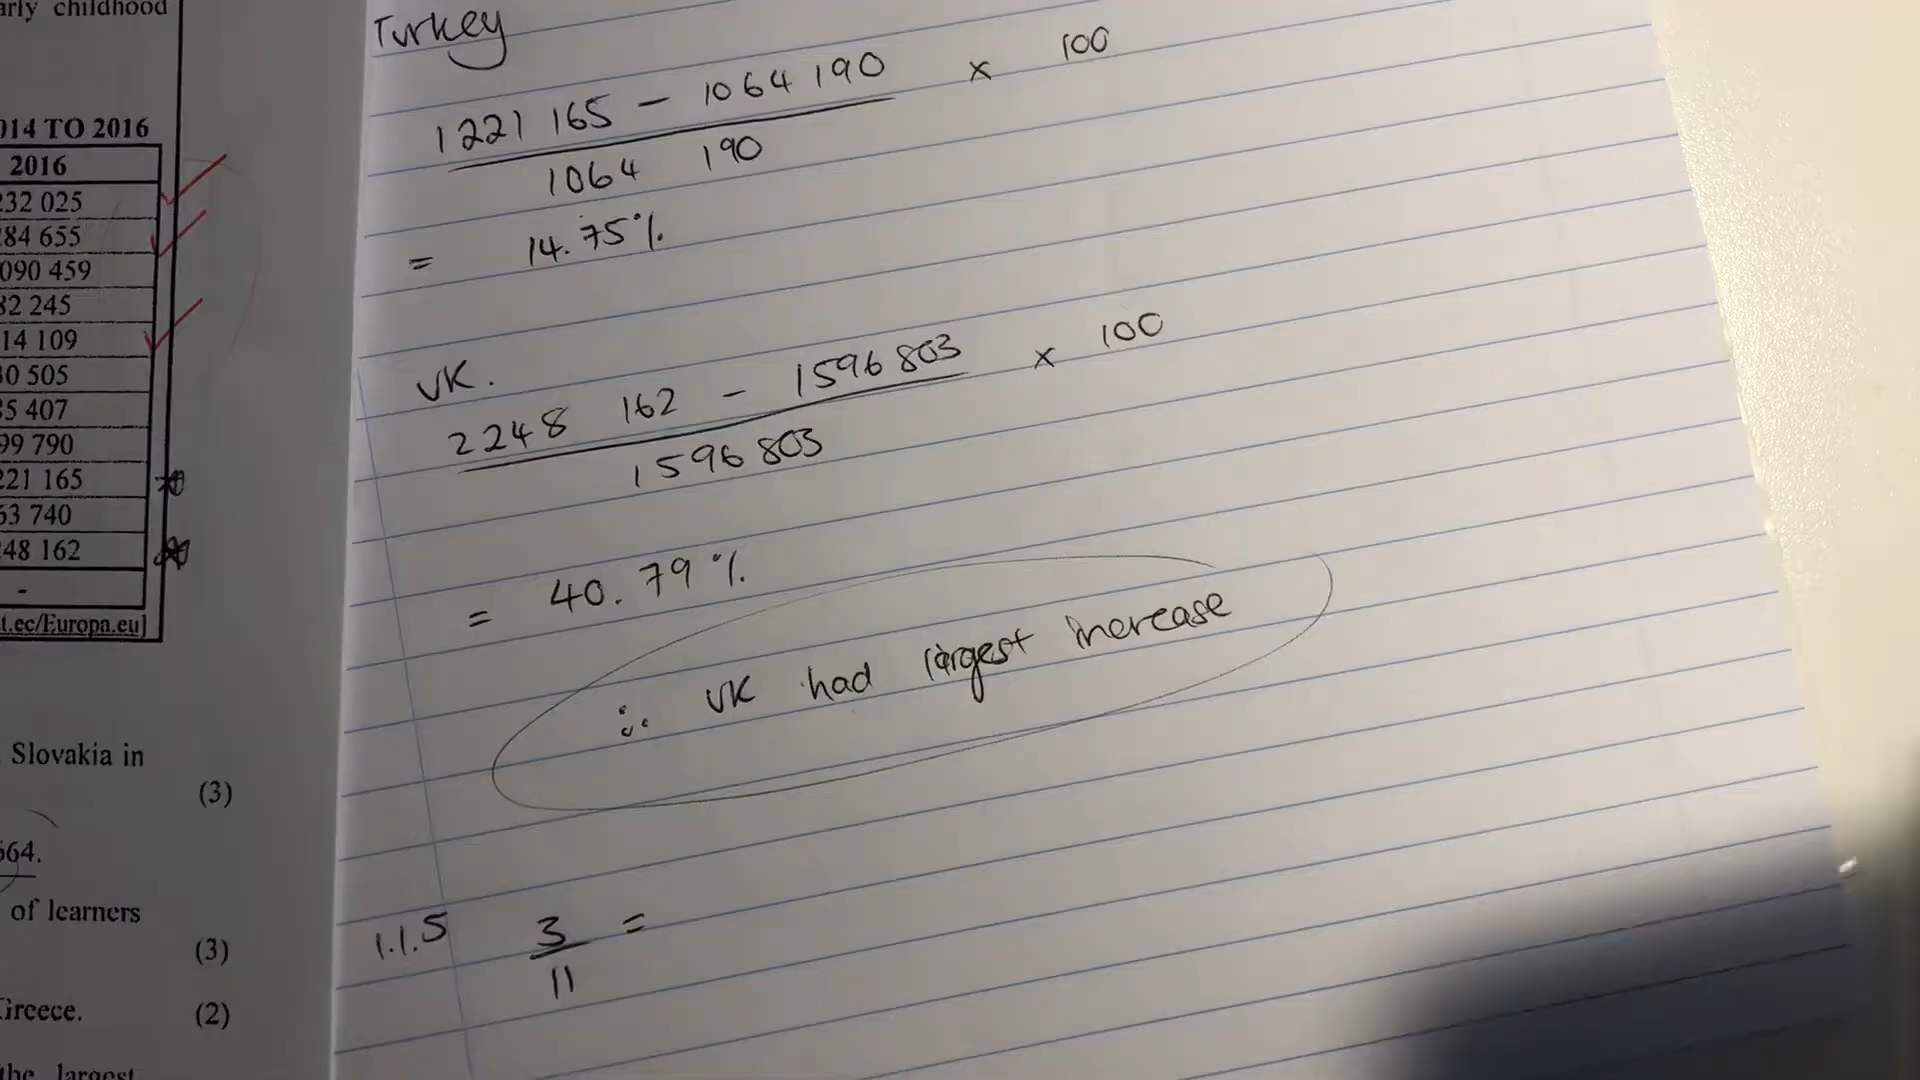 arly childhood
014 TO 2016
2016
232 025
284 655
090 459
82 245
14 109
30 505
35 407
99 790
221 165
63 740
248 162
-
t.ec/Europa.eu]
Slovakia in
(3)
664.
of learners
(3)
Greece.
(2)
the largest
Turkey
1221 165 - 1064 190 × 100
1064 190
= 14.75%
UK.
2248 162 - 1596 803 × 100
1596 803
= 40.79%
∴ UK had largest increase
1.1.5 3 =
11